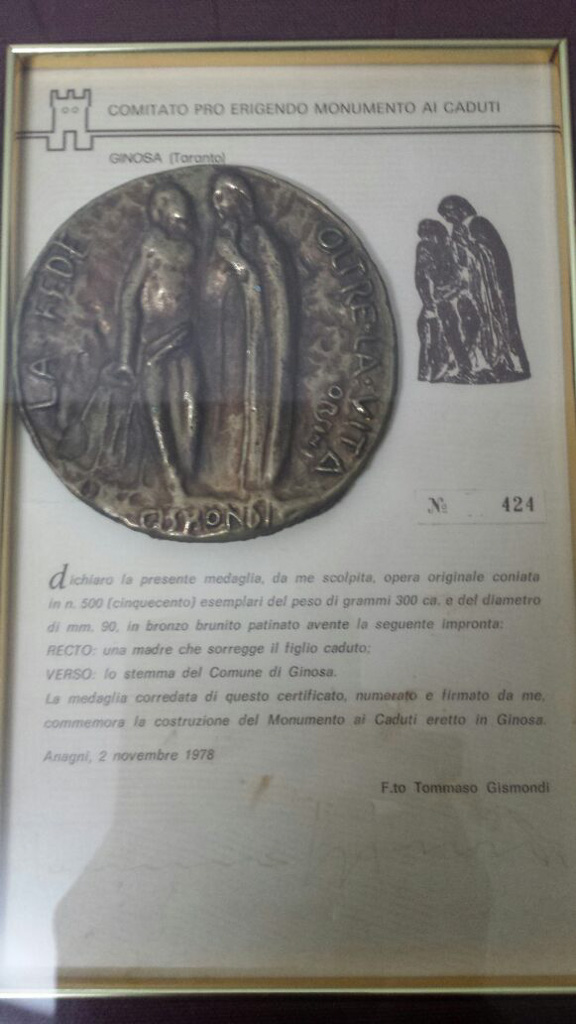 COMITATO PRO ERIGENDO MONUMENTO AI CADUTI
GINOSA (Taranto)
LA FEDE
OLTRE·LA·VITA
GISMONDI
Nº 424
dichiaro la presente medaglia, da me scolpita, opera originale coniata
in n. 500 (cinquecento) esemplari del peso di grammi 300 ca. e del diametro
di mm. 90, in bronzo brunito patinato avente la seguente impronta:
RECTO: una madre che sorregge il figlio caduto;
VERSO: lo stemma del Comune di Ginosa.
La medaglia corredata di questo certificato, numerato e firmato da me,
commemora la costruzione del Monumento ai Caduti eretto in Ginosa.
Anagni, 2 novembre 1978
F.to Tommaso Gismondi